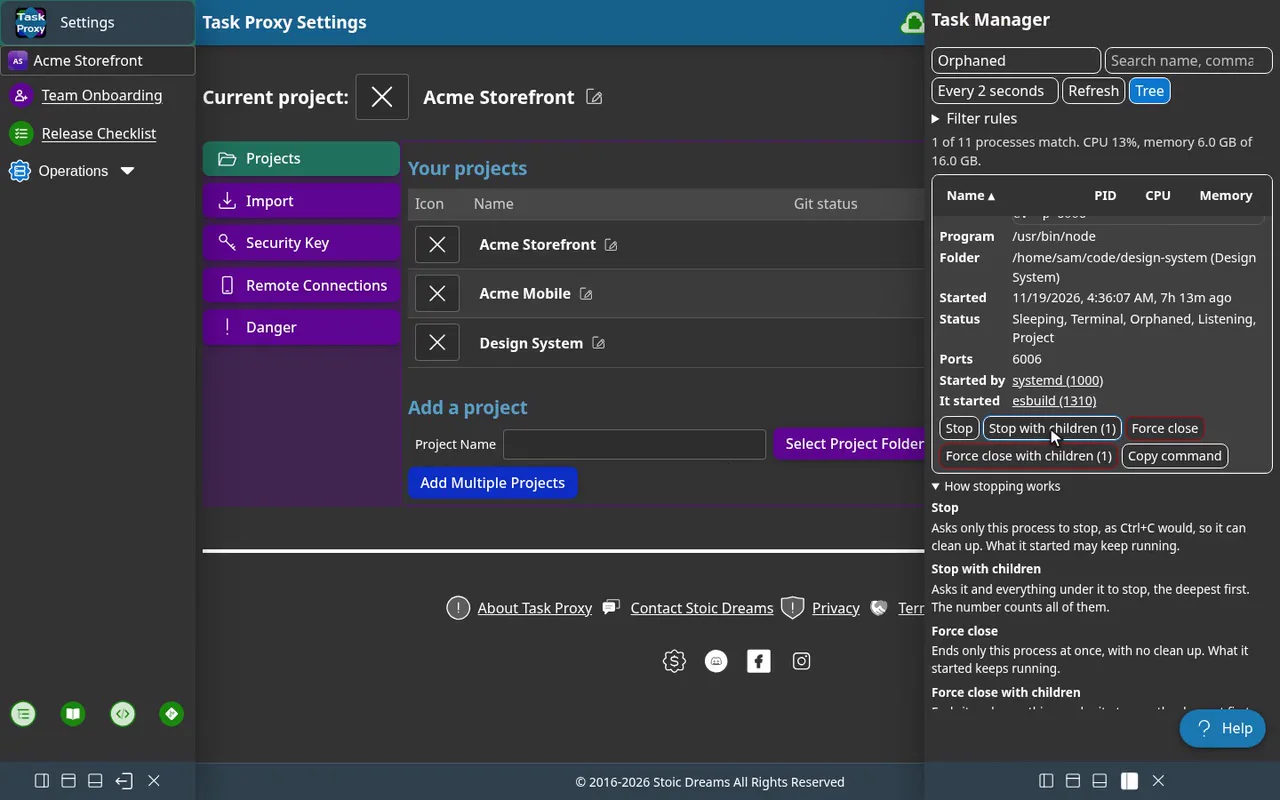 Task Proxy
Settings
Task Proxy Settings
Task Manager
AS Acme Storefront
Team Onboarding
Release Checklist
Operations
Current project:
Acme Storefront
Projects
Import
Security Key
Remote Connections
Danger
Your projects
Icon Name Git status
Acme Storefront
Acme Mobile
Design System
Add a project
Project Name
Select Project Folder
Add Multiple Projects
About Task Proxy
Contact Stoic Dreams
Privacy
© 2016-2026 Stoic Dreams All Rights Reserved
Orphaned
Search name, comma
Every 2 seconds
Refresh
Tree
Filter rules
1 of 11 processes match. CPU 13%, memory 6.0 GB of
16.0 GB.
Name ▲ PID CPU Memory
Program /usr/bin/node
Folder /home/sam/code/design-system (Design
System)
Started 11/19/2026, 4:36:07 AM, 7h 13m ago
Status Sleeping, Terminal, Orphaned, Listening,
Project
Ports 6006
Started by systemd (1000)
It started esbuild (1310)
Stop
Stop with children (1)
Force close
Force close with children (1)
Copy command
How stopping works
Stop
Asks only this process to stop, as Ctrl+C would, so it can
clean up. What it started may keep running.
Stop with children
Asks it and everything under it to stop, the deepest first.
The number counts all of them.
Force close
Ends only this process at once, with no clean up. What it
started keeps running.
Force close with children
Help